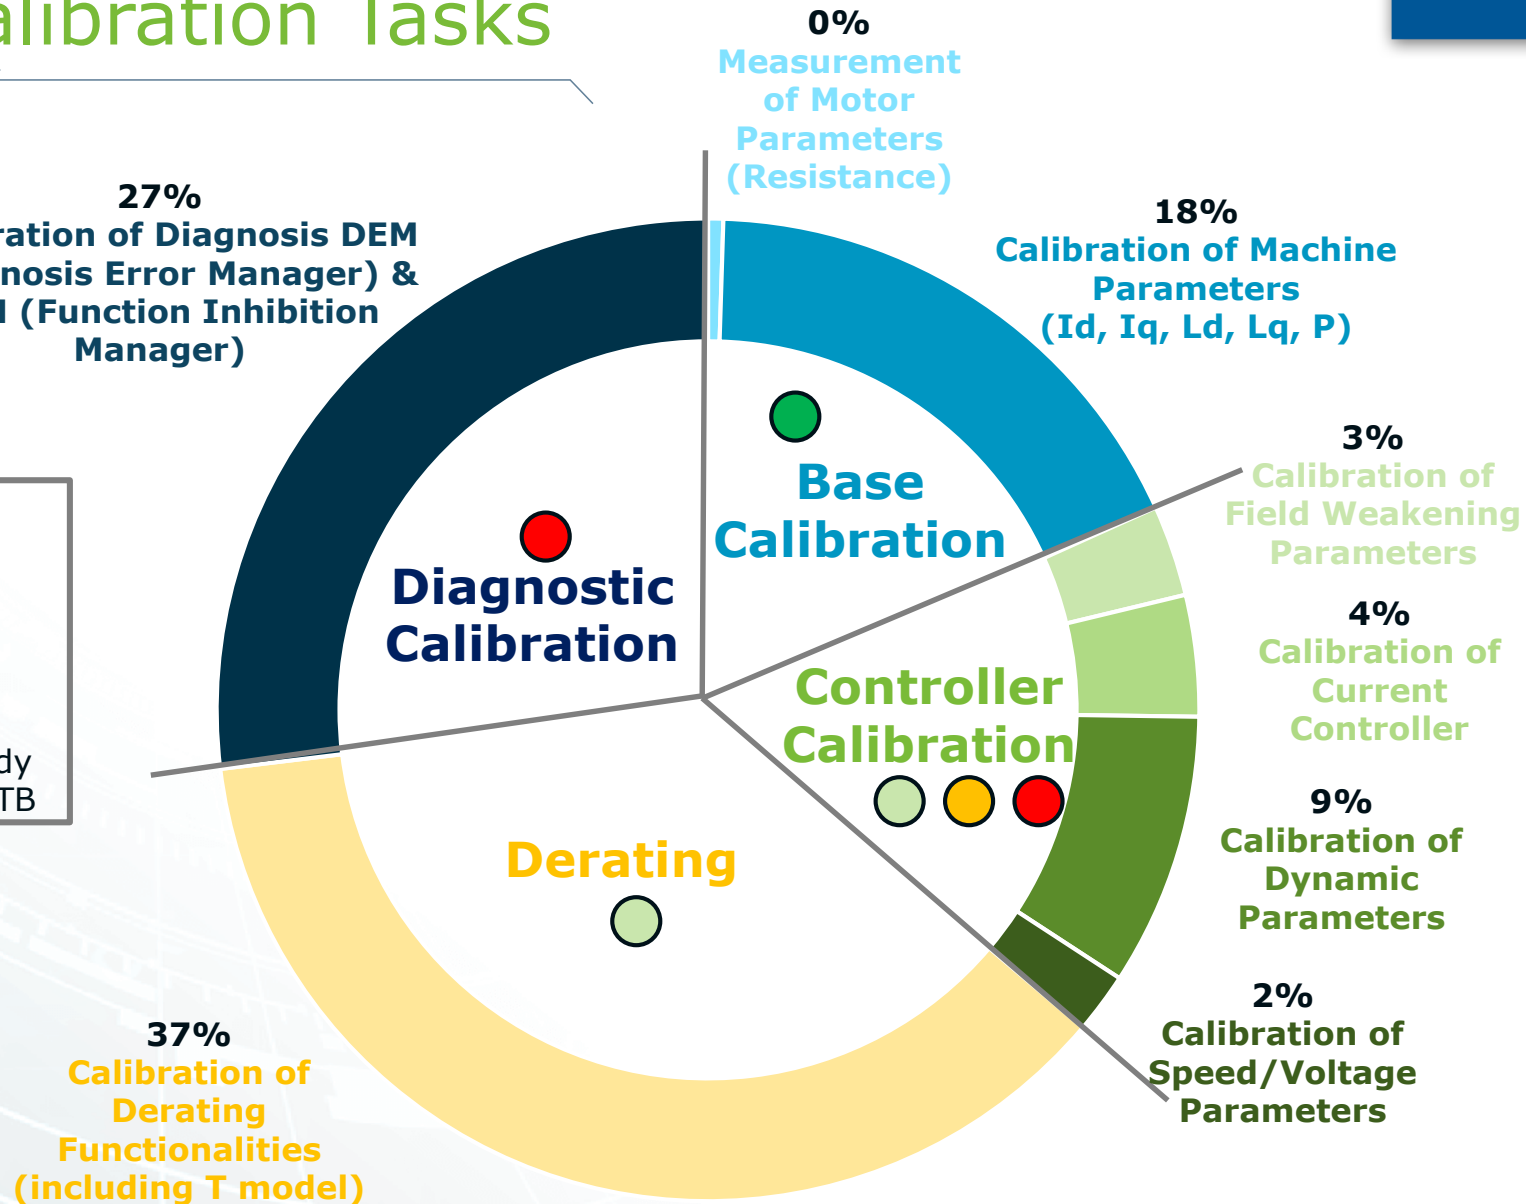 alibration Tasks
0%
Measurement
of Motor
Parameters
(Resistance)
27%
ration of Diagnosis DEM
nosis Error Manager) &
(Function Inhibition
Manager)
18%
Calibration of Machine
Parameters
(Id, Iq, Ld, Lq, P)
3%
Calibration of
Field Weakening
Parameters
4%
Calibration of
Current
Controller
9%
Calibration of
Dynamic
Parameters
2%
Calibration of
Speed/Voltage
Parameters
Base
Calibration
Diagnostic
Calibration
Controller
Calibration
Derating
dy
TB
37%
Calibration of
Derating
Functionalities
(including T model)